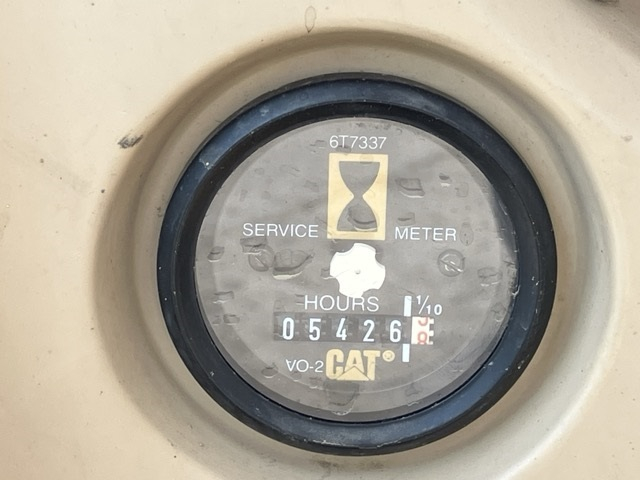 6T7337
SERVICE METER
HOURS 1/10
05426
VO-2 CAT®